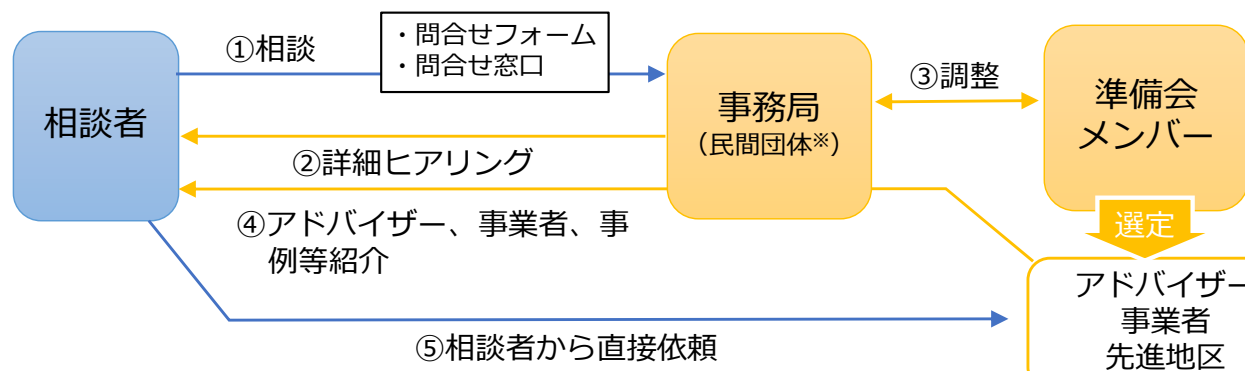 ①相談
・問合せフォーム
・問合せ窓口
相談者
事務局
（民間団体※）
③調整
準備会
メンバー
②詳細ヒアリング
④アドバイザー、事業者、事
例等紹介
選定
アドバイザー
事業者
先進地区
⑤相談者から直接依頼